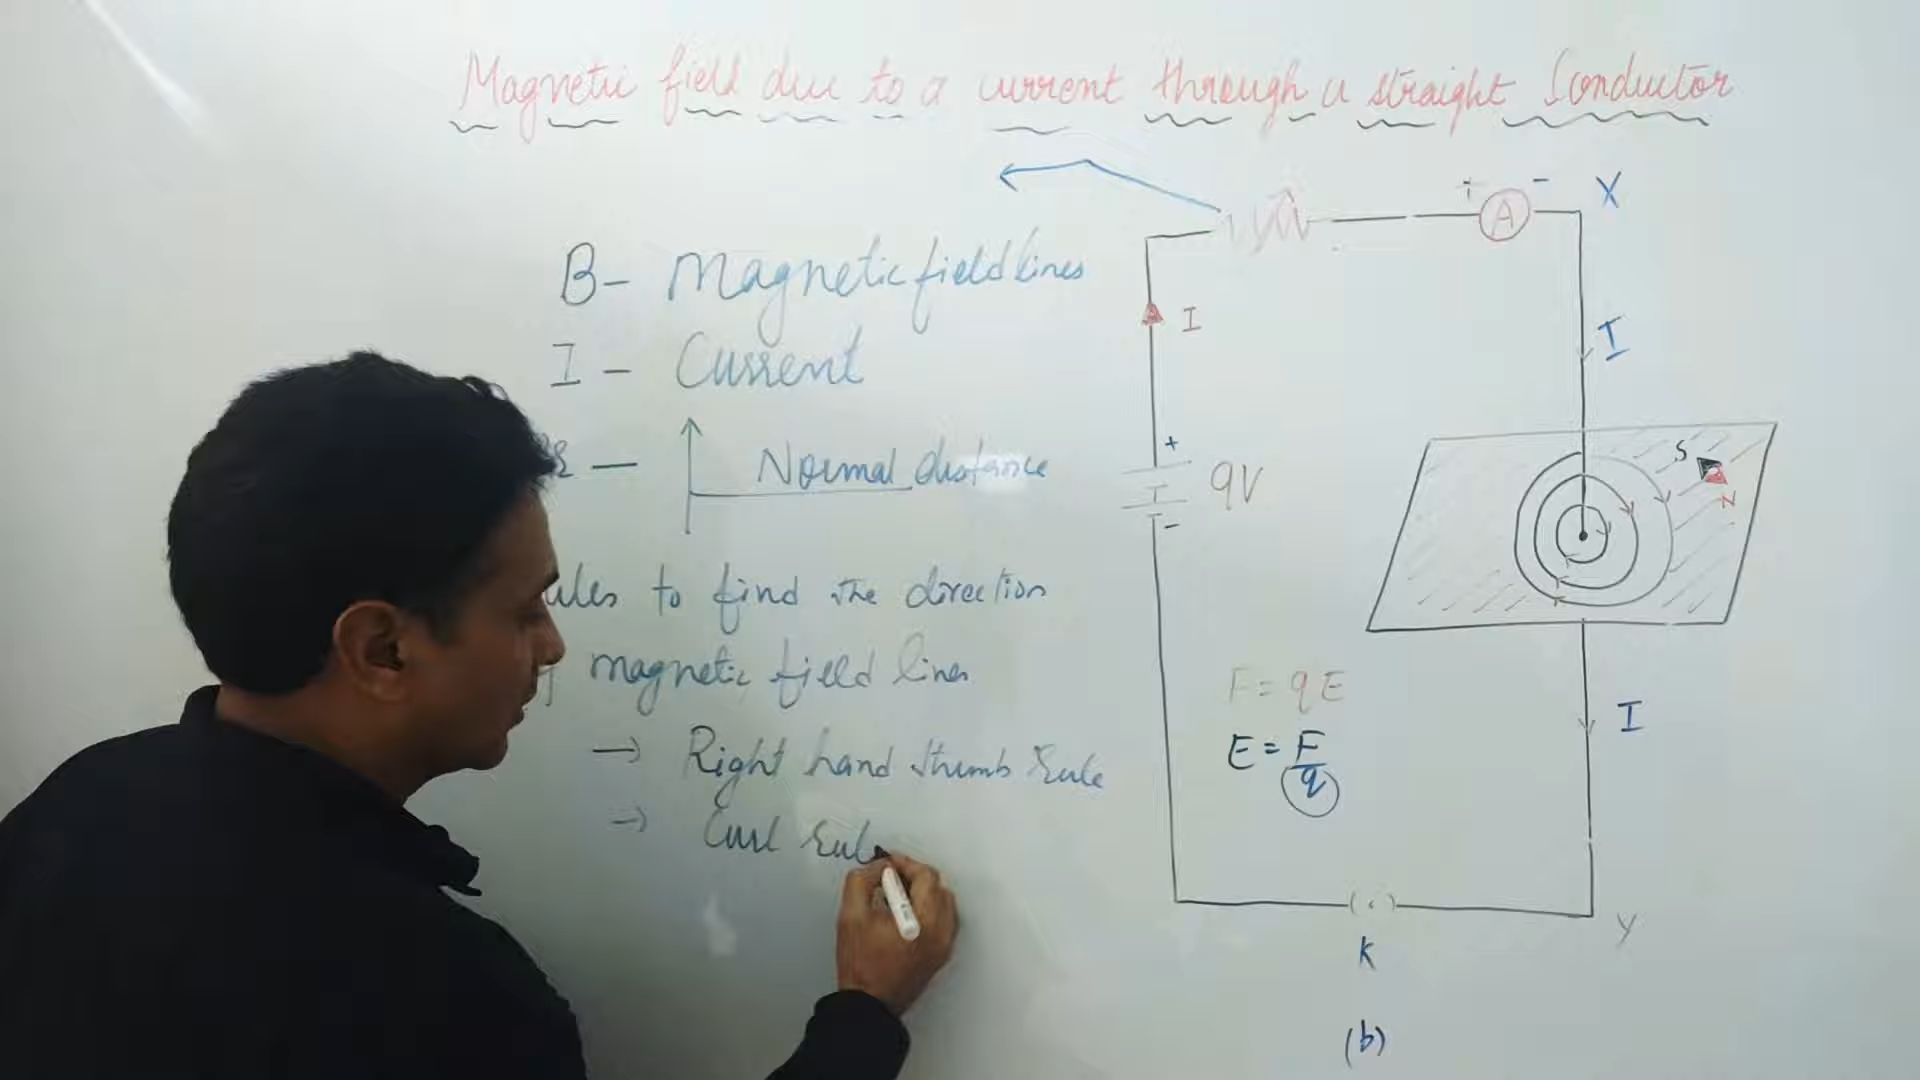 Magnetic field due to a current through a straight Conductor
B- Magnetic field lines
I - Current
- Normal distance
to find the direction
magnetic field lines
→ Right hand thumb rule
→ Curl rule
+ A -
X
I
I
+
9V
-
S
N
F = qE
E = F/q
I
K
Y
(b)